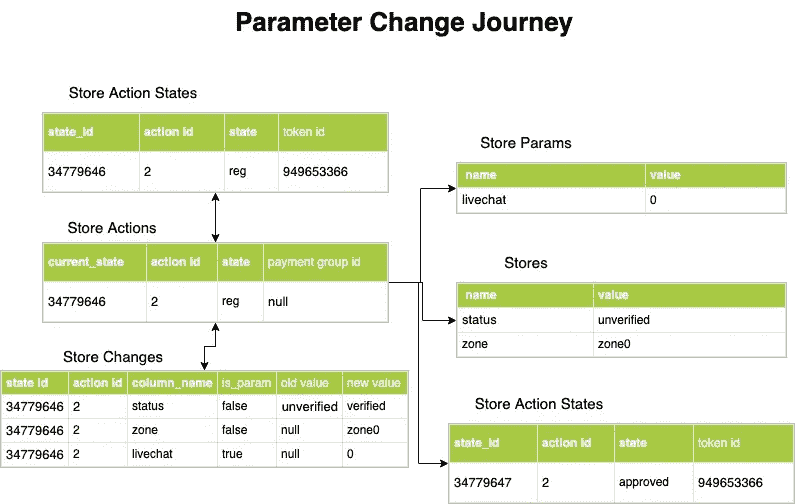 Parameter Change Journey
Store Action States
state_id action id state token id
34779646 2 reg 949653366
Store Actions
current_state action id state payment group id
34779646 2 reg null
Store Changes
state id action id column_name is_param old value new value
34779646 2 status false unverified verified
34779646 2 zone false null zone0
34779646 2 livechat true null 0
Store Params
name value
livechat 0
Stores
name value
status unverified
zone zone0
Store Action States
state_id action id state token id
34779647 2 approved 949653366